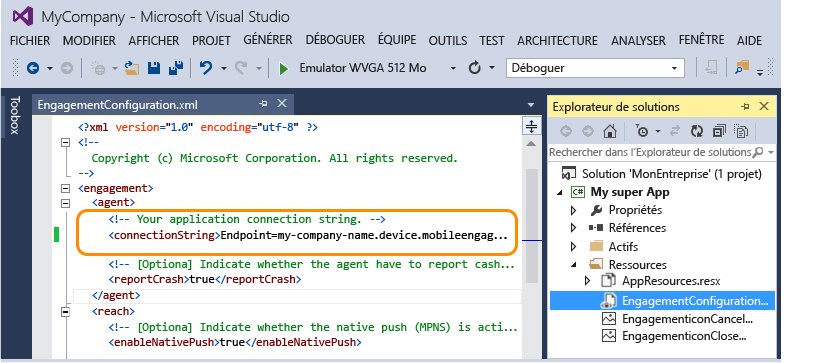 MyCompany - Microsoft Visual Studio
FICHIER MODIFIER AFFICHER PROJET GÉNÉRER DÉBOGUER ÉQUIPE OUTILS TEST ARCHITECTURE ANALYSER FENÊTRE AIDE
Emulator WVGA 512 Mo Déboguer
Toolbox
EngagementConfiguration.xml
<?xml version="1.0" encoding="utf-8" ?>
<!--
Copyright (c) Microsoft Corporation. All rights reserved.
-->
<engagement>
<agent>
<!-- Your application connection string. -->
<connectionString>Endpoint=my-company-name.device.mobileengag...
<!-- [Optiona] Indicate whether the agent have to report cash...
<reportCrash>true</reportCrash>
</agent>
<reach>
<!-- [Optiona] Indicate whether the native push (MPNS) is acti...
<enableNativePush>true</enableNativePush>
Explorateur de solutions
Rechercher dans l'Explorateur de solutions
Solution 'MonEntreprise' (1 projet)
C# My super App
Propriétés
Références
Actifs
Ressources
AppResources.resx
EngagementConfiguration...
EngagementiconCancel...
EngagementiconClose...